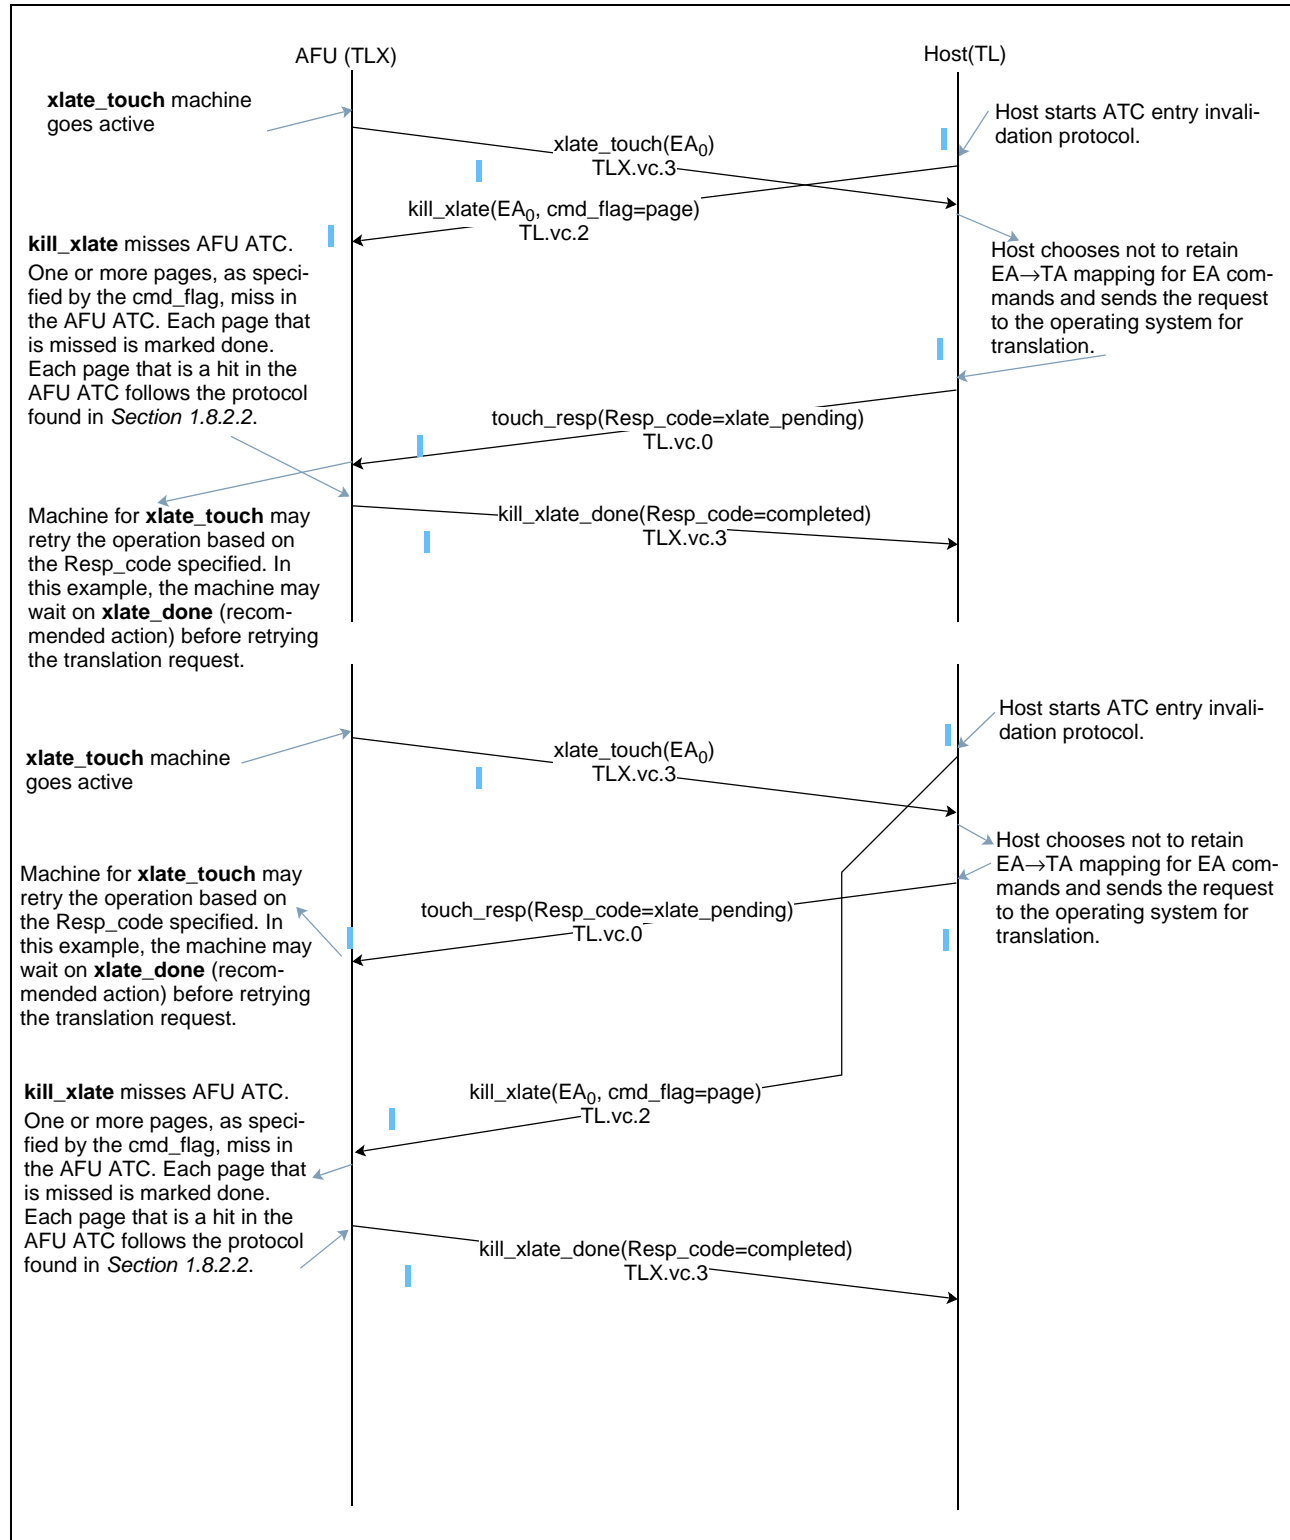 AFU (TLX)
Host(TL)
xlate_touch machine
goes active
Host starts ATC entry invali-
dation protocol.
xlate_touch(EA0)
TLX.vc.3
kill_xlate(EA0, cmd_flag=page)
TL.vc.2
kill_xlate misses AFU ATC.
One or more pages, as speci-
fied by the cmd_flag, miss in
the AFU ATC. Each page that
is missed is marked done.
Each page that is a hit in the
AFU ATC follows the protocol
found in Section 1.8.2.2.
Host chooses not to retain
EA→TA mapping for EA com-
mands and sends the request
to the operating system for
translation.
touch_resp(Resp_code=xlate_pending)
TL.vc.0
Machine for xlate_touch may
retry the operation based on
the Resp_code specified. In
this example, the machine may
wait on xlate_done (recom-
mended action) before retrying
the translation request.
kill_xlate_done(Resp_code=completed)
TLX.vc.3
Host starts ATC entry invali-
dation protocol.
xlate_touch machine
goes active
xlate_touch(EA0)
TLX.vc.3
Host chooses not to retain
EA→TA mapping for EA com-
mands and sends the request
to the operating system for
translation.
Machine for xlate_touch may
retry the operation based on
the Resp_code specified. In
this example, the machine may
wait on xlate_done (recom-
mended action) before retrying
the translation request.
touch_resp(Resp_code=xlate_pending)
TL.vc.0
kill_xlate(EA0, cmd_flag=page)
TL.vc.2
kill_xlate misses AFU ATC.
One or more pages, as speci-
fied by the cmd_flag, miss in
the AFU ATC. Each page that
is missed is marked done.
Each page that is a hit in the
AFU ATC follows the protocol
found in Section 1.8.2.2.
kill_xlate_done(Resp_code=completed)
TLX.vc.3